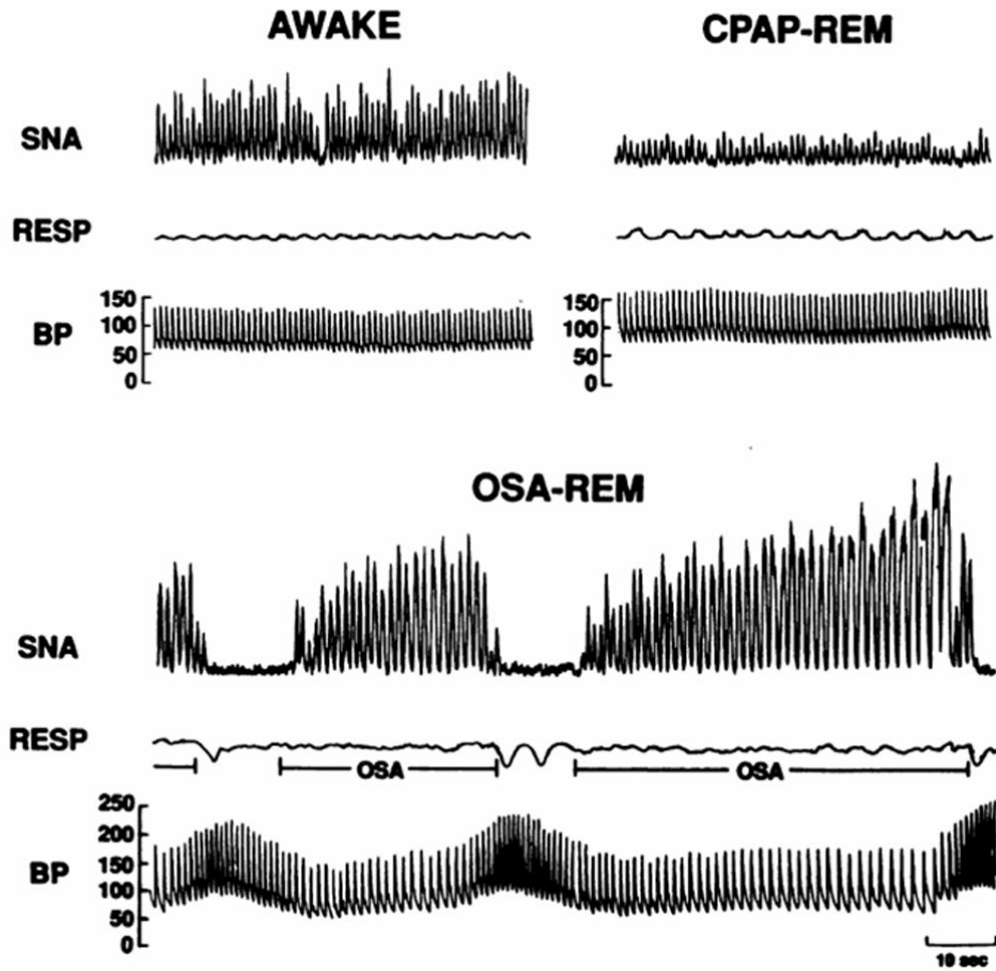 AWAKE
CPAP-REM
SNA
RESP
BP
150
100
50
0
150
100
50
0
OSA-REM
SNA
RESP
OSA
OSA
BP
250
200
150
100
50
0
10 sec